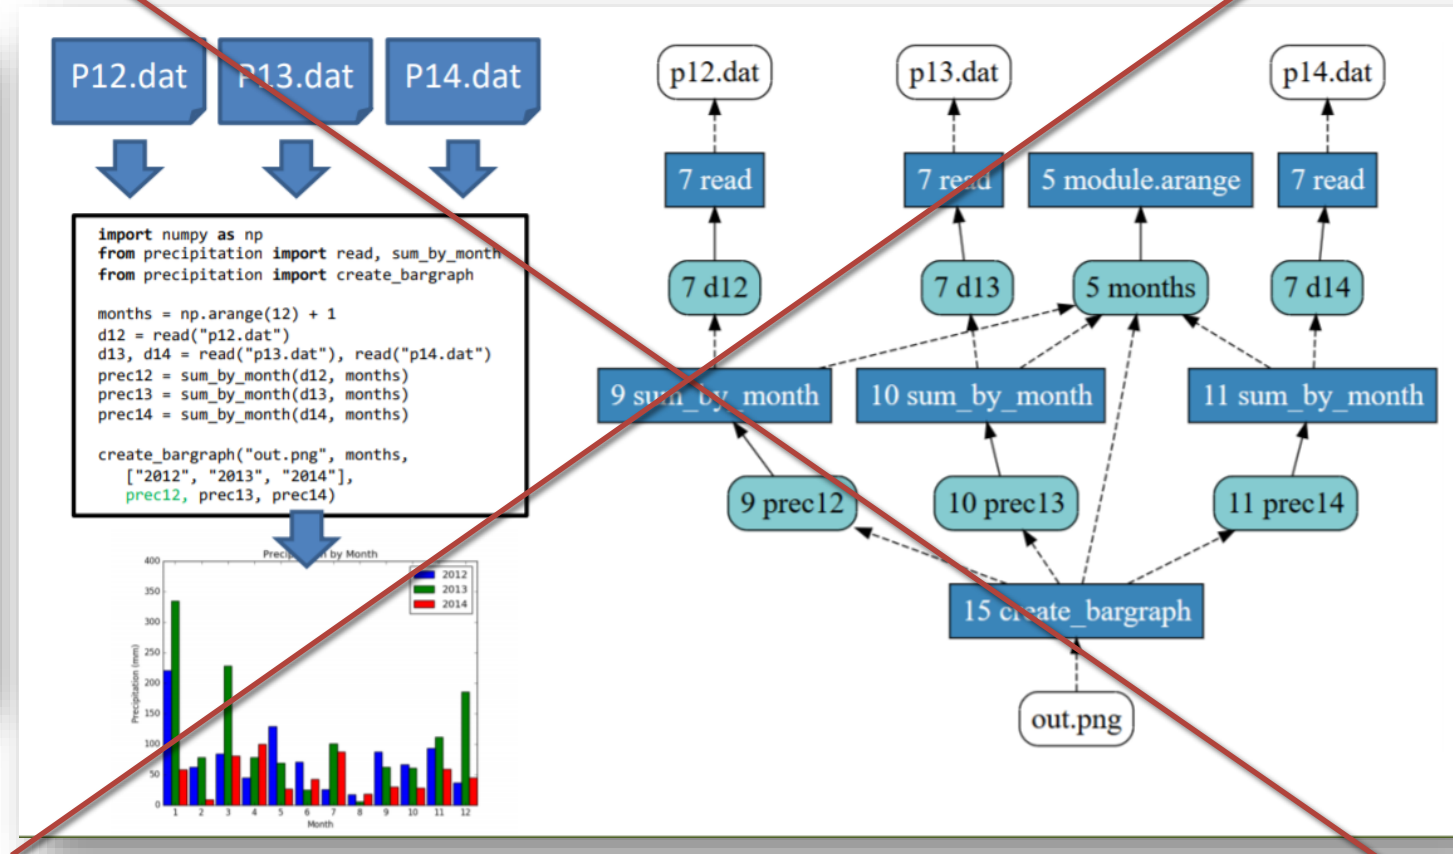 P12.dat
P13.dat
P14.dat
import numpy as np
from precipitation import read, sum_by_month
from precipitation import create_bargraph
months = np.arange(12) + 1
d12 = read("p12.dat")
d13, d14 = read("p13.dat"), read("p14.dat")
prec12 = sum_by_month(d12, months)
prec13 = sum_by_month(d13, months)
prec14 = sum_by_month(d14, months)
create_bargraph("out.png", months,
["2012", "2013", "2014"],
prec12, prec13, prec14)
by Month
400
350
300
250
200
150
100
50
0
Precipitation (mm)
2012
2013
2014
1 2 3 4 5 6 7 8 9 10 11 12
Month
p12.dat
p13.dat
p14.dat
7 read
7 read
5 module.arange
7 read
7 d12
7 d13
5 months
7 d14
9 sum_by_month
10 sum_by_month
11 sum_by_month
9 prec12
10 prec13
11 prec14
15 create_bargraph
out.png